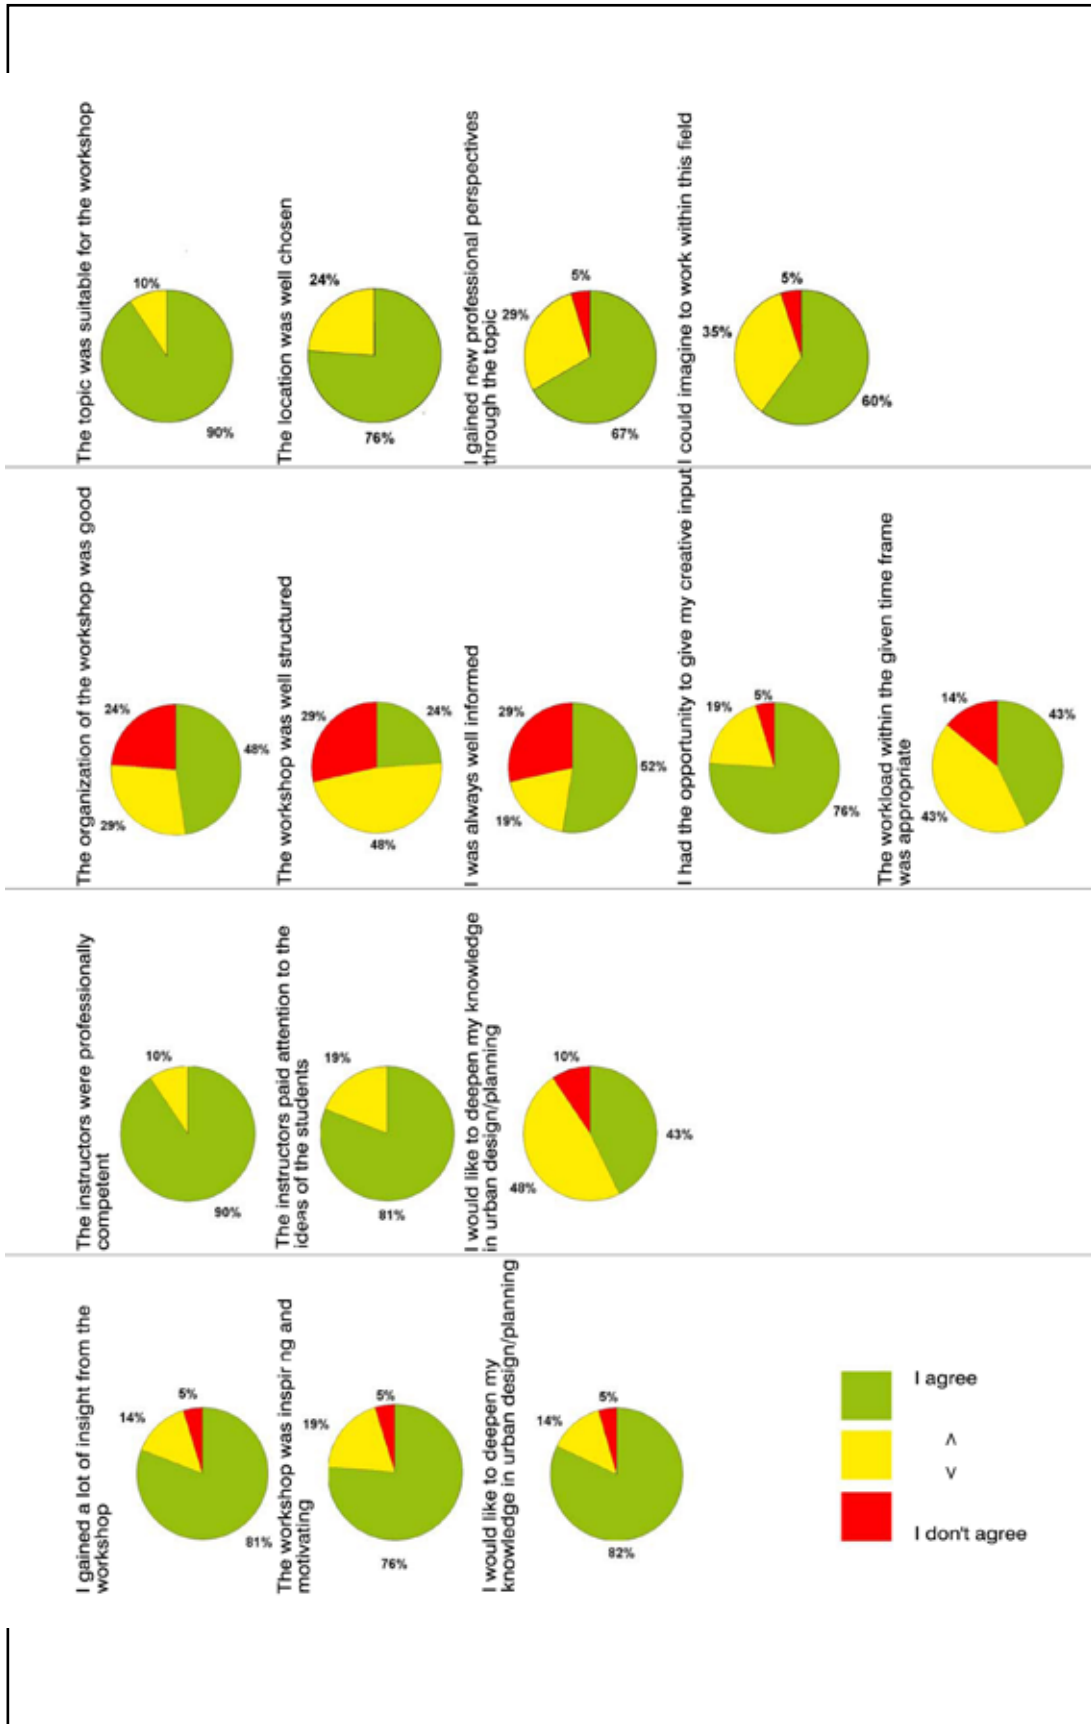 The topic was suitable for the workshop
10%
90%
The location was well chosen
24%
76%
I gained new professional perspectives
through the topic
5%
29%
67%
I could imagine to work within this field
5%
35%
60%
The organization of the workshop was good
24%
48%
29%
The workshop was well structured
29%
24%
48%
I was always well informed
29%
52%
19%
I had the opportunity to give my creative input
5%
19%
76%
The workload within the given time frame
was appropriate
14%
43%
43%
The instructors were professionally
competent
10%
90%
The instructors paid attention to the
ideas of the students
19%
81%
I would like to deepen my knowledge
in urban design/planning
10%
43%
48%
I gained a lot of insight from the
workshop
5%
14%
81%
The workshop was inspir ng and
motivating
5%
19%
76%
I would like to deepen my
knowledge in urban design/planning
5%
14%
82%
I agree
∧
∨
I don't agree